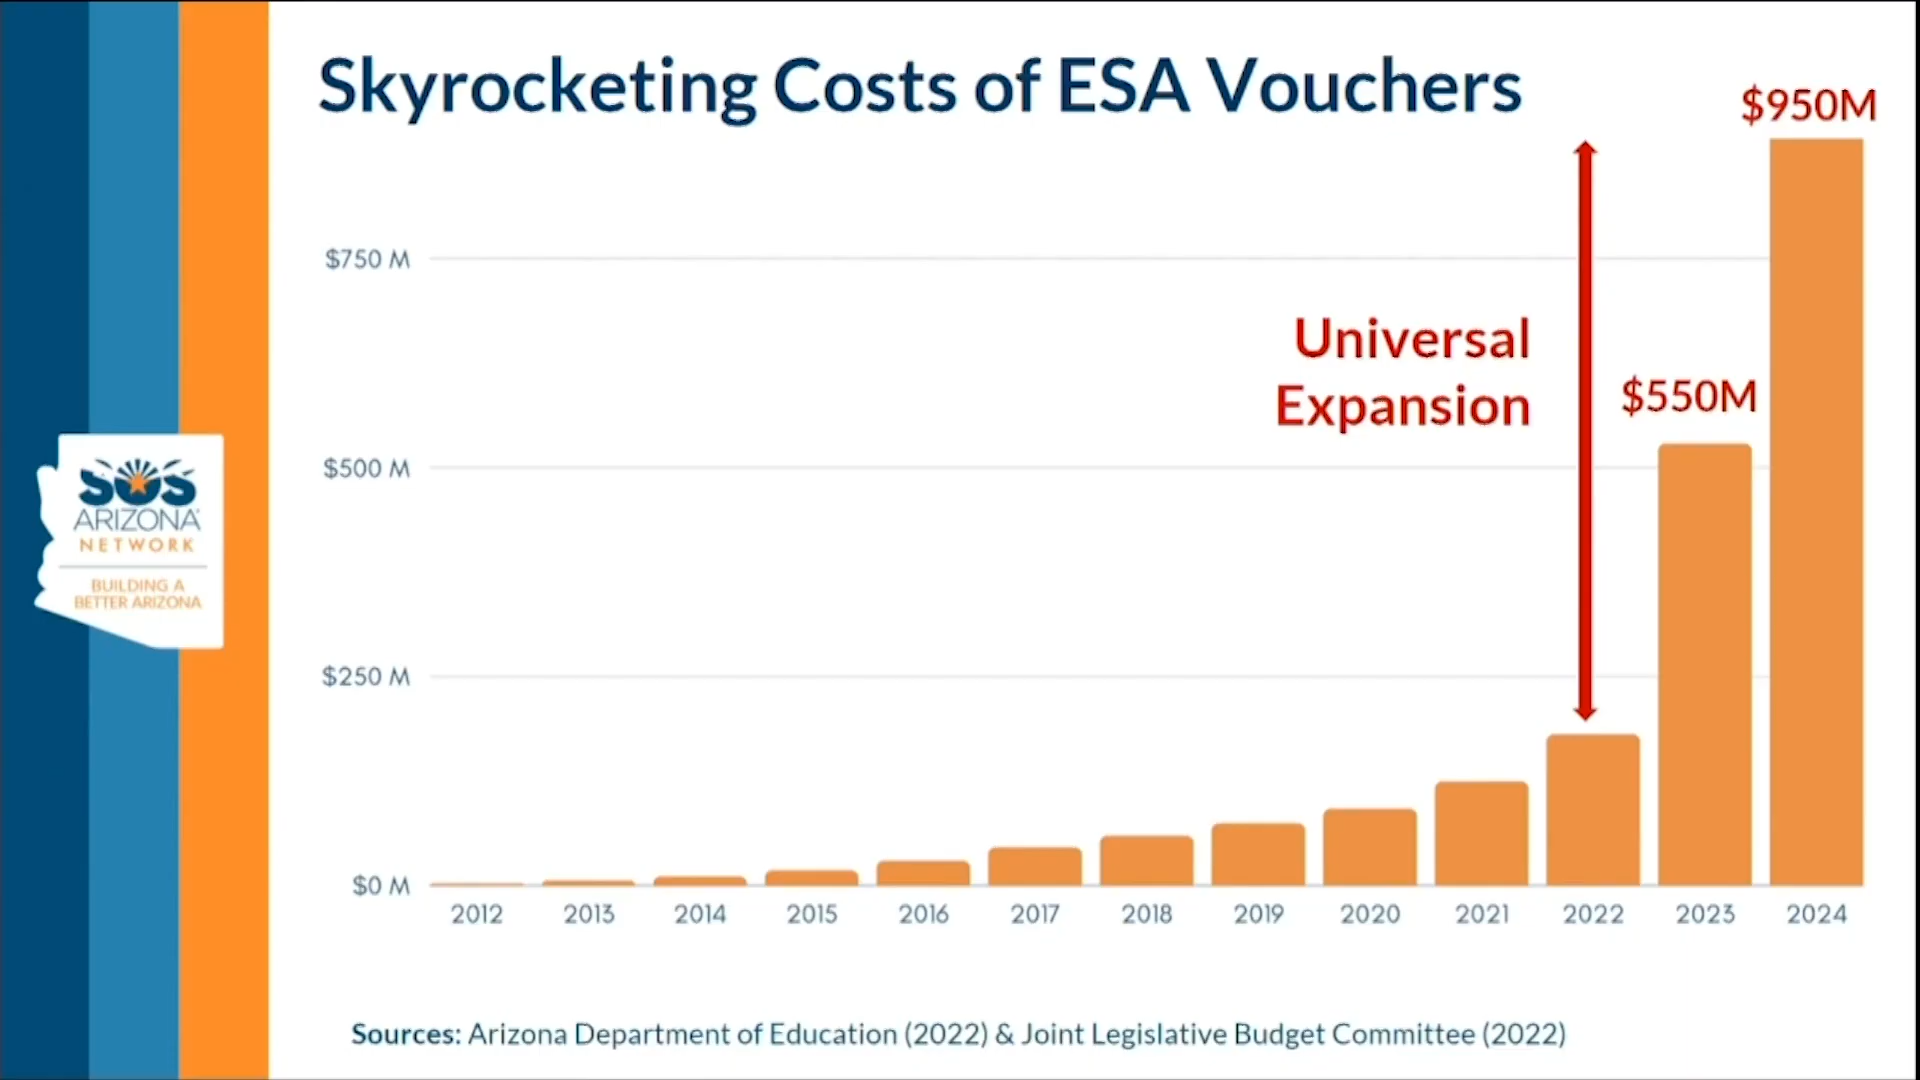 Skyrocketing Costs of ESA Vouchers
$950M
$750 M
Universal
Expansion
$550M
$500 M
$250 M
$0 M
2012 2013 2014 2015 2016 2017 2018 2019 2020 2021 2022 2023 2024
SOS
ARIZONA
NETWORK
BUILDING A
BETTER ARIZONA
Sources: Arizona Department of Education (2022) & Joint Legislative Budget Committee (2022)